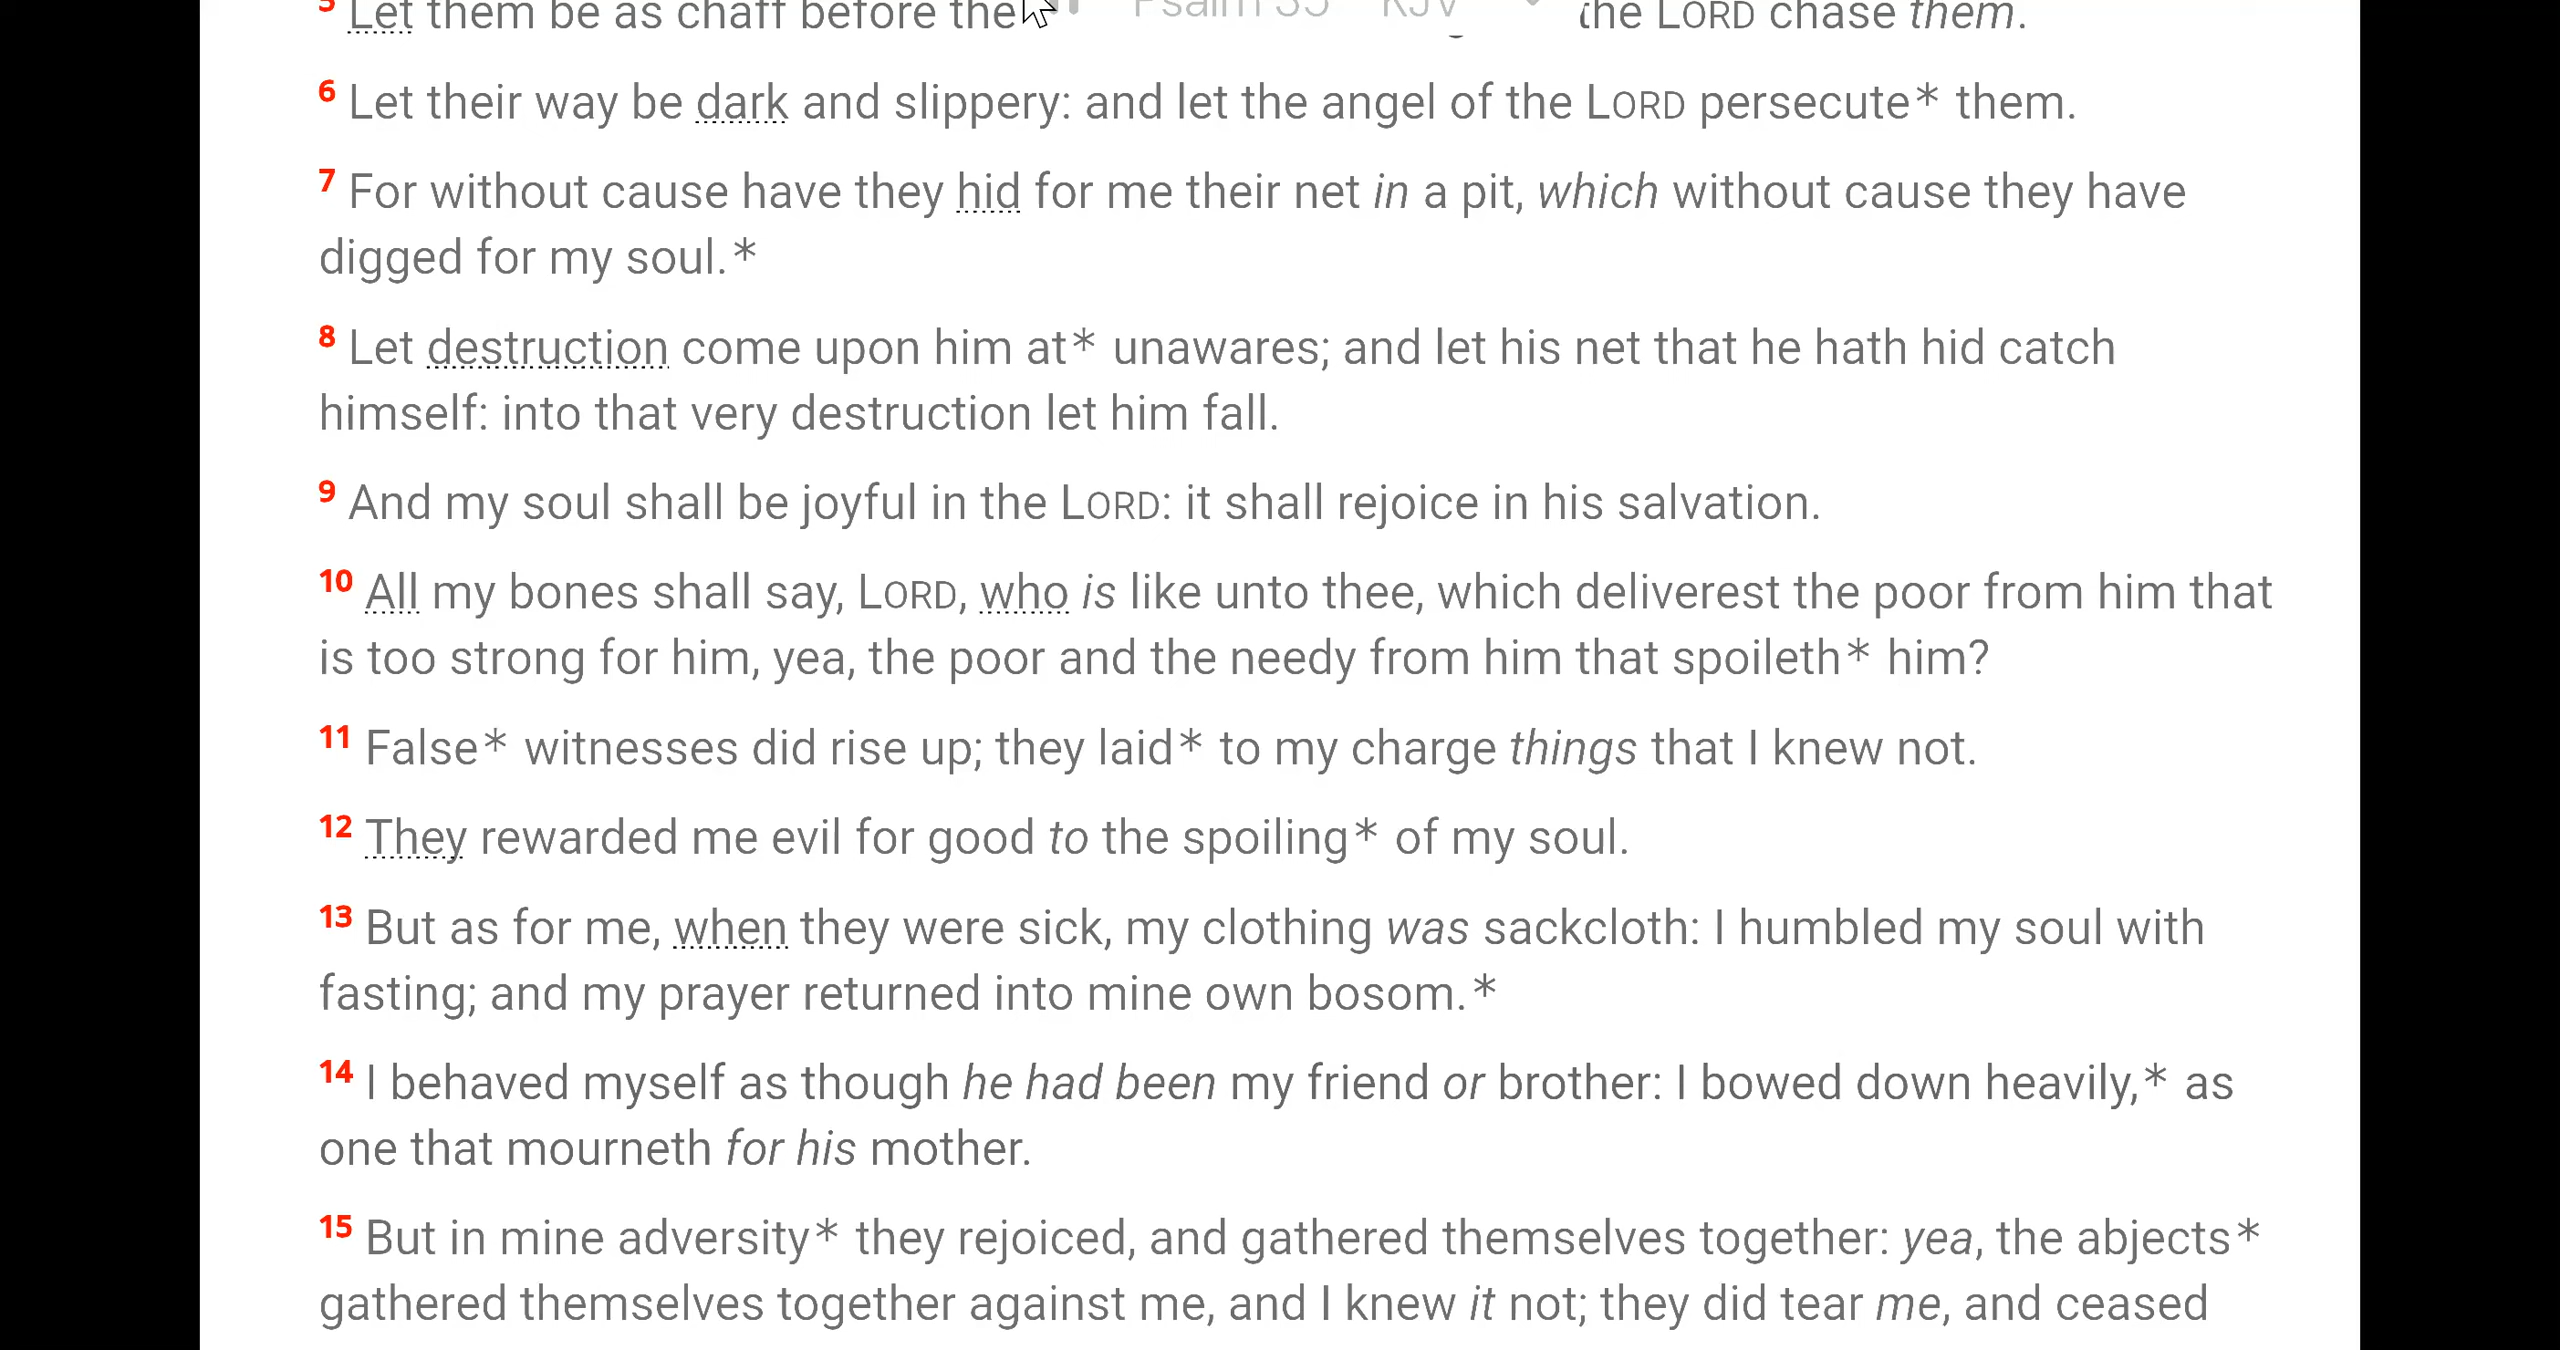 5 Let them be as chaff before the Psalm 35 KJV the LORD chase them.
6 Let their way be dark and slippery: and let the angel of the LORD persecute* them.
7 For without cause have they hid for me their net in a pit, which without cause they have
digged for my soul.*
8 Let destruction come upon him at* unawares; and let his net that he hath hid catch
himself: into that very destruction let him fall.
9 And my soul shall be joyful in the LORD: it shall rejoice in his salvation.
10 All my bones shall say, LORD, who is like unto thee, which deliverest the poor from him that
is too strong for him, yea, the poor and the needy from him that spoileth* him?
11 False* witnesses did rise up; they laid* to my charge things that I knew not.
12 They rewarded me evil for good to the spoiling* of my soul.
13 But as for me, when they were sick, my clothing was sackcloth: I humbled my soul with
fasting; and my prayer returned into mine own bosom.*
14 I behaved myself as though he had been my friend or brother: I bowed down heavily,* as
one that mourneth for his mother.
15 But in mine adversity* they rejoiced, and gathered themselves together: yea, the abjects*
gathered themselves together against me, and I knew it not; they did tear me, and ceased